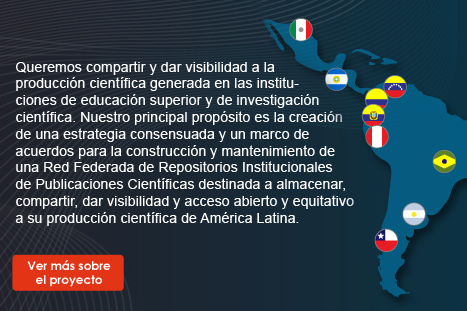 Queremos compartir y dar visibilidad a la
producción científica generada en las institu-
ciones de educación superior y de investigación
científica. Nuestro principal propósito es la creación
de una estrategia consensuada y un marco de
acuerdos para la construcción y mantenimiento de
una Red Federada de Repositorios Institucionales
de Publicaciones Científicas destinada a almacenar,
compartir, dar visibilidad y acceso abierto y equitativo
a su producción científica de América Latina.
Ver más sobre
el proyecto